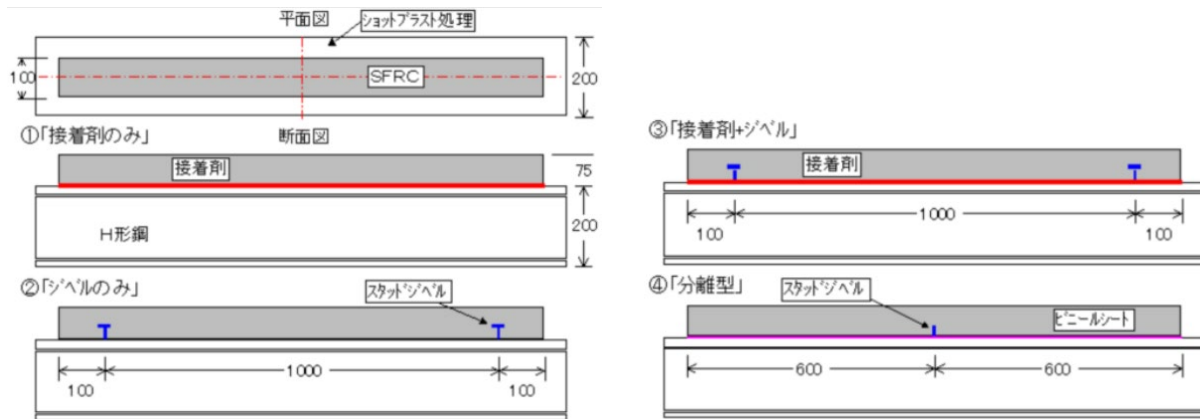 平面図
ショットブラスト処理
100
SFRC
200
①「接着剤のみ」
断面図
接着剤
75
H形鋼
200
②「ジベルのみ」
スタッドジベル
100
1000
100
③「接着剤+ジベル」
接着剤
100
1000
100
④「分離型」
スタッドジベル
ビニールシート
600
600